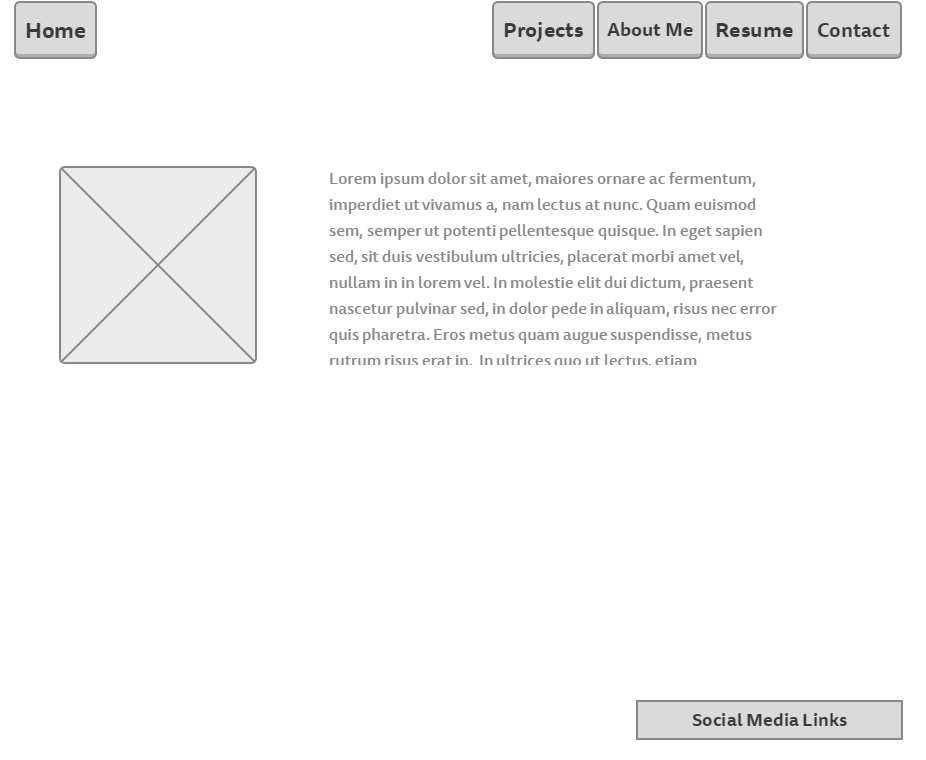 Home
Projects
About Me
Resume
Contact
Lorem ipsum dolor sit amet, maiores ornare ac fermentum,
imperdiet ut vivamus a, nam lectus at nunc. Quam euismod
sem, semper ut potenti pellentesque quisque. In eget sapien
sed, sit duis vestibulum ultricies, placerat morbi amet vel,
nullam in in lorem vel. In molestie elit dui dictum, praesent
nascetur pulvinar sed, in dolor pede in aliquam, risus nec error
quis pharetra. Eros metus quam augue suspendisse, metus
rutrum risus erat in.  In ultrices quo ut lectus, etiam
Social Media Links